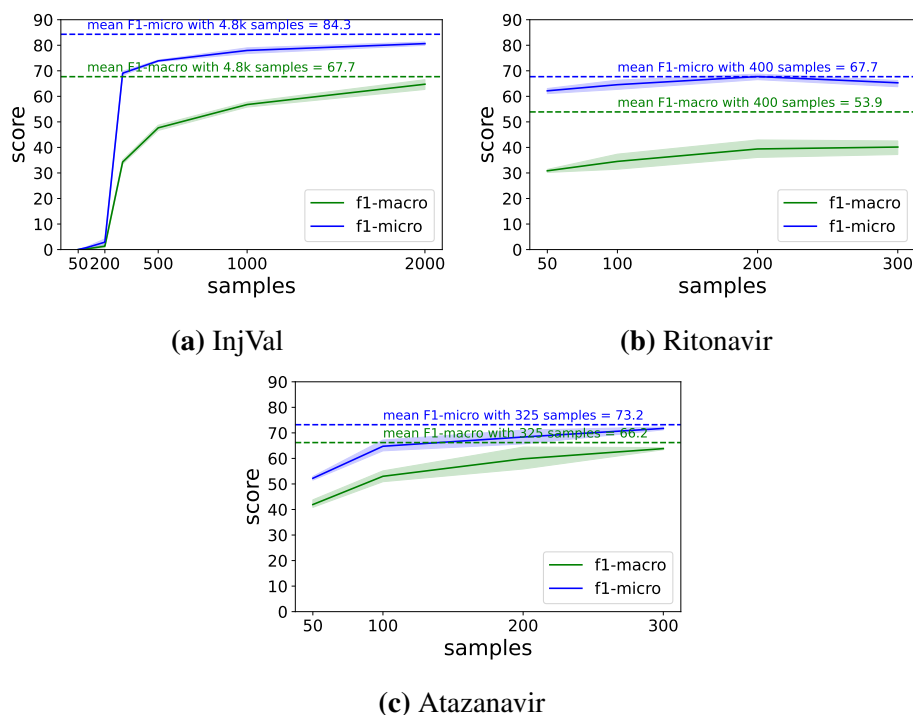 mean F1-micro with 4.8k samples = 84.3
mean F1-macro with 4.8k samples = 67.7
score
90
80
70
60
50
40
30
20
10
0
f1-macro
f1-micro
50 200 500 1000 2000
samples
(a) InjVal
mean F1-micro with 400 samples = 67.7
mean F1-macro with 400 samples = 53.9
score
90
80
70
60
50
40
30
20
10
0
f1-macro
f1-micro
50 100 200 300
samples
(b) Ritonavir
mean F1-micro with 325 samples = 73.2
mean F1-macro with 325 samples = 66.2
score
90
80
70
60
50
40
30
20
10
0
f1-macro
f1-micro
50 100 200 300
samples
(c) Atazanavir